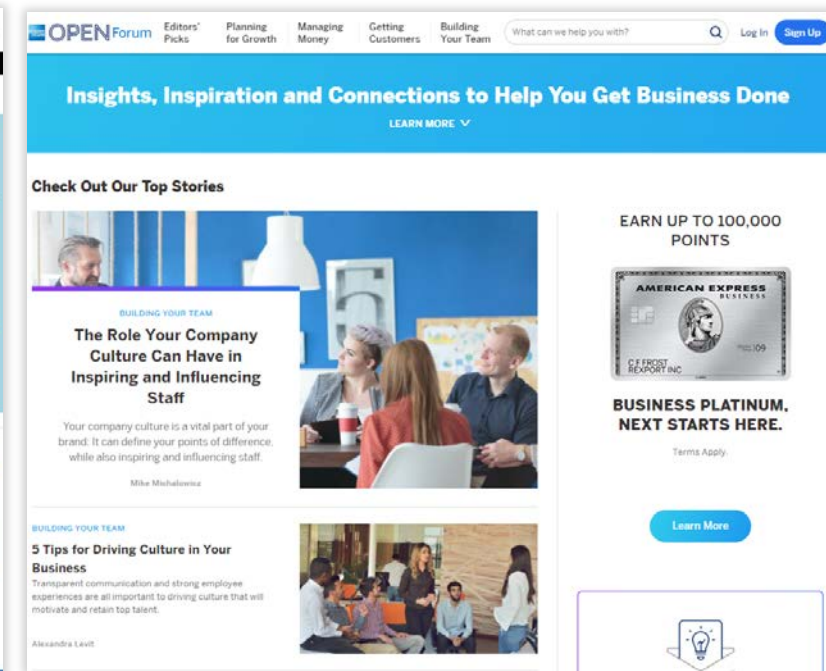 OPEN Forum
Editors' Picks
Planning for Growth
Managing Money
Getting Customers
Building Your Team
What can we help you with?
Log In
Sign Up
Insights, Inspiration and Connections to Help You Get Business Done
LEARN MORE
Check Out Our Top Stories
BUILDING YOUR TEAM
The Role Your Company
Culture Can Have in
Inspiring and Influencing
Staff
Your company culture is a vital part of your
brand. It can define your points of difference,
while also inspiring and influencing staff.
Mike Michalowicz
BUILDING YOUR TEAM
5 Tips for Driving Culture in Your
Business
Transparent communication and strong employee
experiences are all important to driving culture that will
motivate and retain top talent.
Alexandra Levit
EARN UP TO 100,000
POINTS
AMERICAN EXPRESS
BUSINESS
09
C F FROST
REXPORT INC
BUSINESS PLATINUM,
NEXT STARTS HERE.
Terms Apply.
Learn More